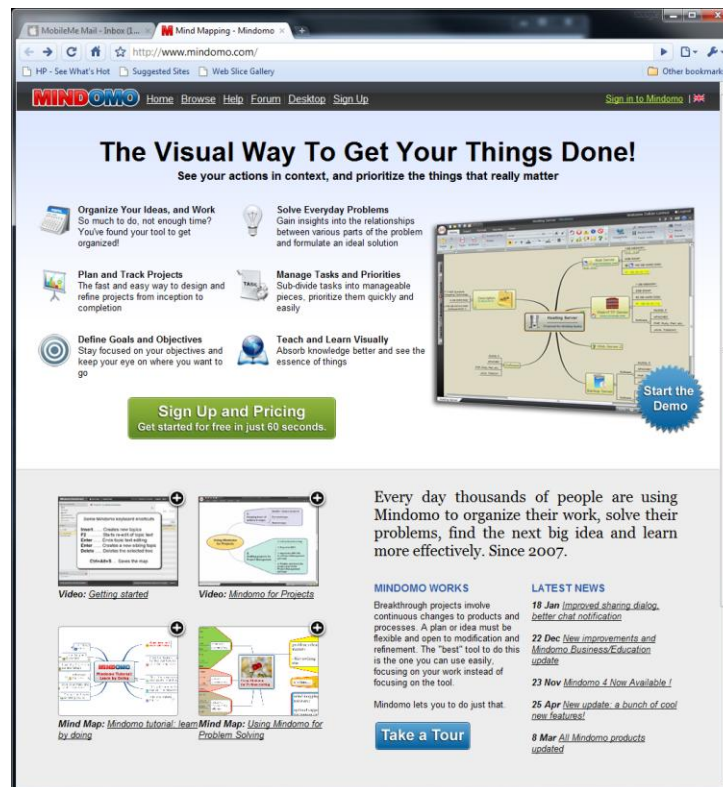 MobileMe Mail - Inbox (1...
Mind Mapping - Mindomo
http://www.mindomo.com/
HP - See What's Hot
Suggested Sites
Web Slice Gallery
Other bookmark
MINDOMO
Home Browse Help Forum Desktop Sign Up
Sign in to Mindomo |
The Visual Way To Get Your Things Done!
See your actions in context, and prioritize the things that really matter
Organize Your Ideas, and Work
So much to do, not enough time?
You've found your tool to get
organized!
Solve Everyday Problems
Gain insights into the relationships
between various parts of the problem
and formulate an ideal solution
Plan and Track Projects
The fast and easy way to design and
refine projects from inception to
completion
Manage Tasks and Priorities
Sub-divide tasks into manageable
pieces, prioritize them quickly and
easily
Define Goals and Objectives
Stay focused on your objectives and
keep your eye on where you want to
go
Teach and Learn Visually
Absorb knowledge better and see the
essence of things
Start the
Demo
Sign Up and Pricing
Get started for free in just 60 seconds.
Some Mindomo keyboard shortcuts
Video: Getting started
Video: Mindomo for Projects
MINDOMO
Mind Map: Mindomo tutorial: learn
by doing
Mind Map: Using Mindomo for
Problem Solving
Every day thousands of people are using
Mindomo to organize their work, solve their
problems, find the next big idea and learn
more effectively. Since 2007.
MINDOMO WORKS
Breakthrough projects involve
continuous changes to products and
processes. A plan or idea must be
flexible and open to modification and
refinement. The "best" tool to do this
is the one you can use easily,
focusing on your work instead of
focusing on the tool.
Mindomo lets you to do just that.
Take a Tour
LATEST NEWS
18 Jan Improved sharing dialog,
better chat notification
22 Dec New improvements and
Mindomo Business/Education
update
23 Nov Mindomo 4 Now Available !
25 Apr New update: a bunch of cool
new features!
8 Mar All Mindomo products
updated